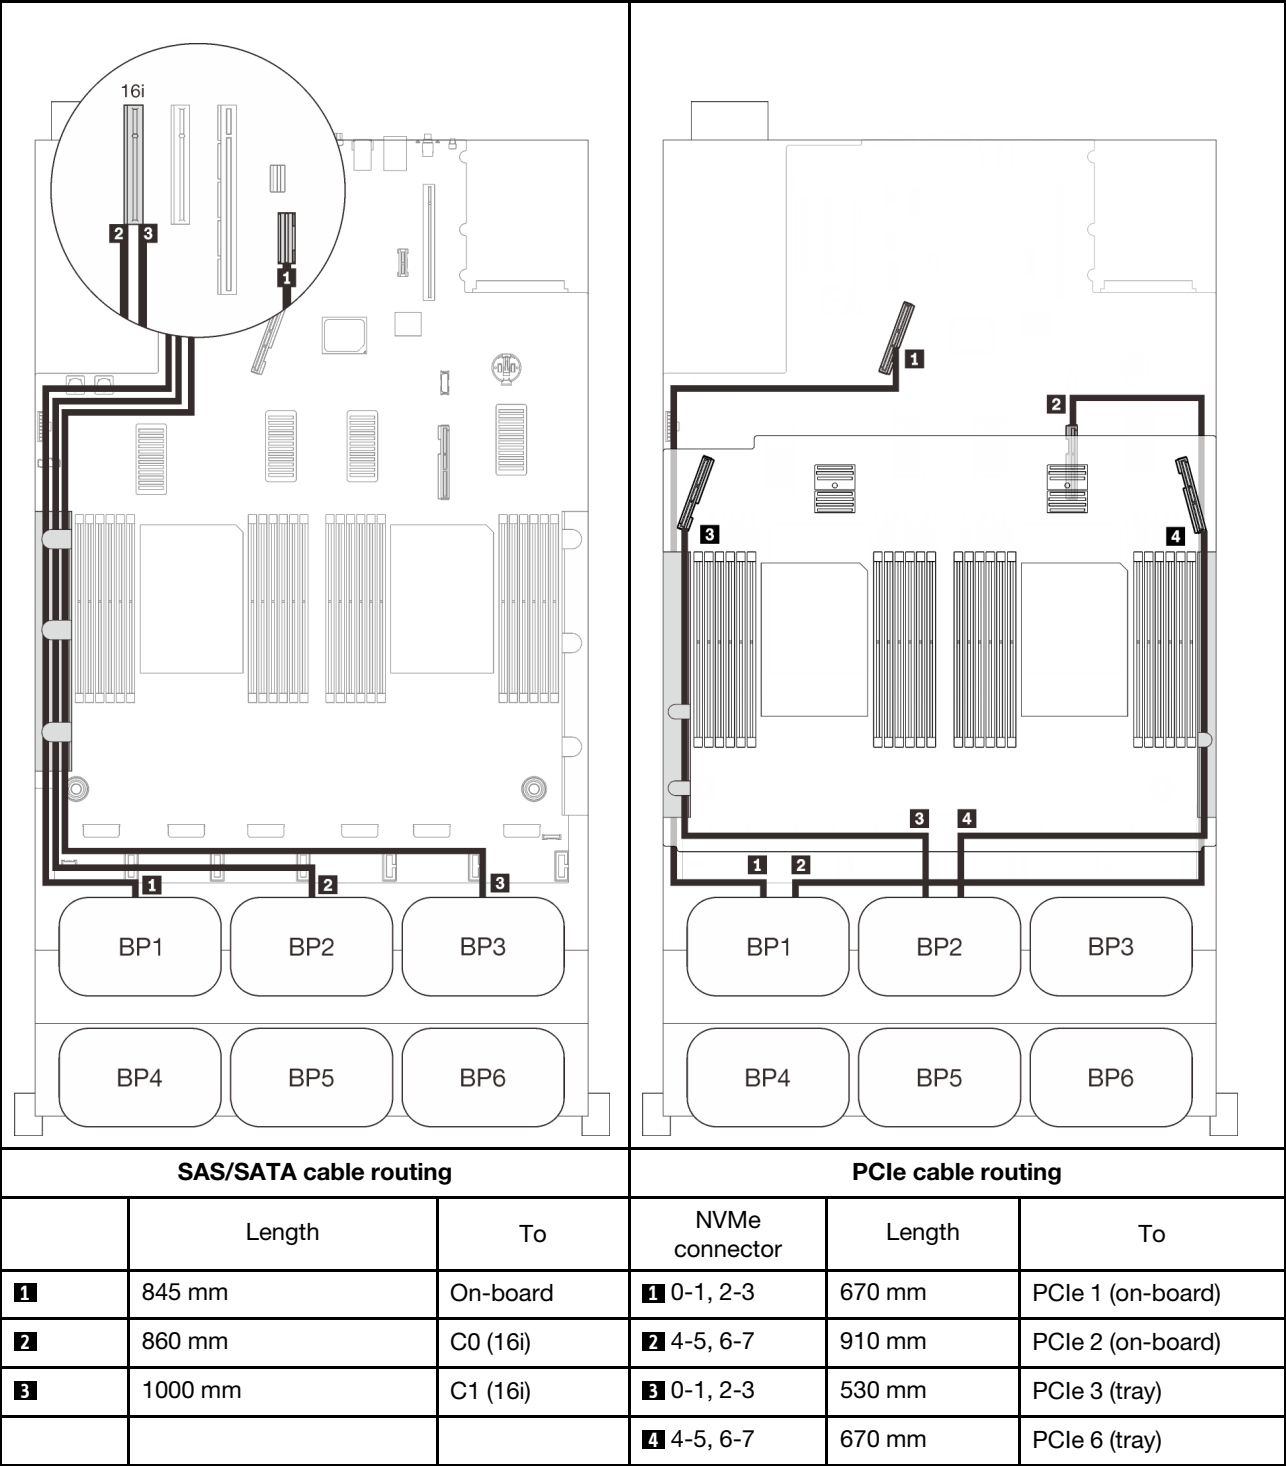 16i
2 3
1
1 2 3
BP1 BP2 BP3
BP4 BP5 BP6
1
2
3 4
3 4
1 2
BP1 BP2 BP3
BP4 BP5 BP6
SAS/SATA cable routing PCIe cable routing
Length To NVMe connector Length To
1 845 mm On-board 1 0-1, 2-3 670 mm PCIe 1 (on-board)
2 860 mm C0 (16i) 2 4-5, 6-7 910 mm PCIe 2 (on-board)
3 1000 mm C1 (16i) 3 0-1, 2-3 530 mm PCIe 3 (tray)
4 4-5, 6-7 670 mm PCIe 6 (tray)